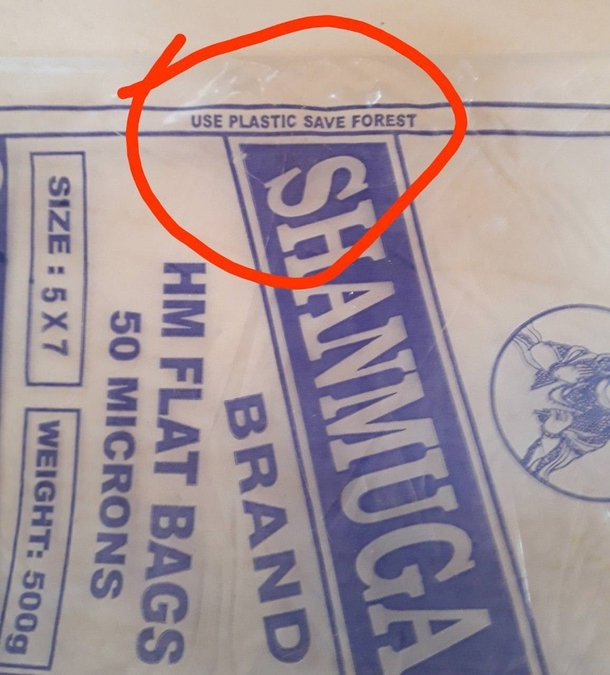 USE PLASTIC SAVE FOREST
SHANMUGA
BRAND
HM FLAT BAGS
50 MICRONS
SIZE : 5 X 7
WEIGHT: 500g